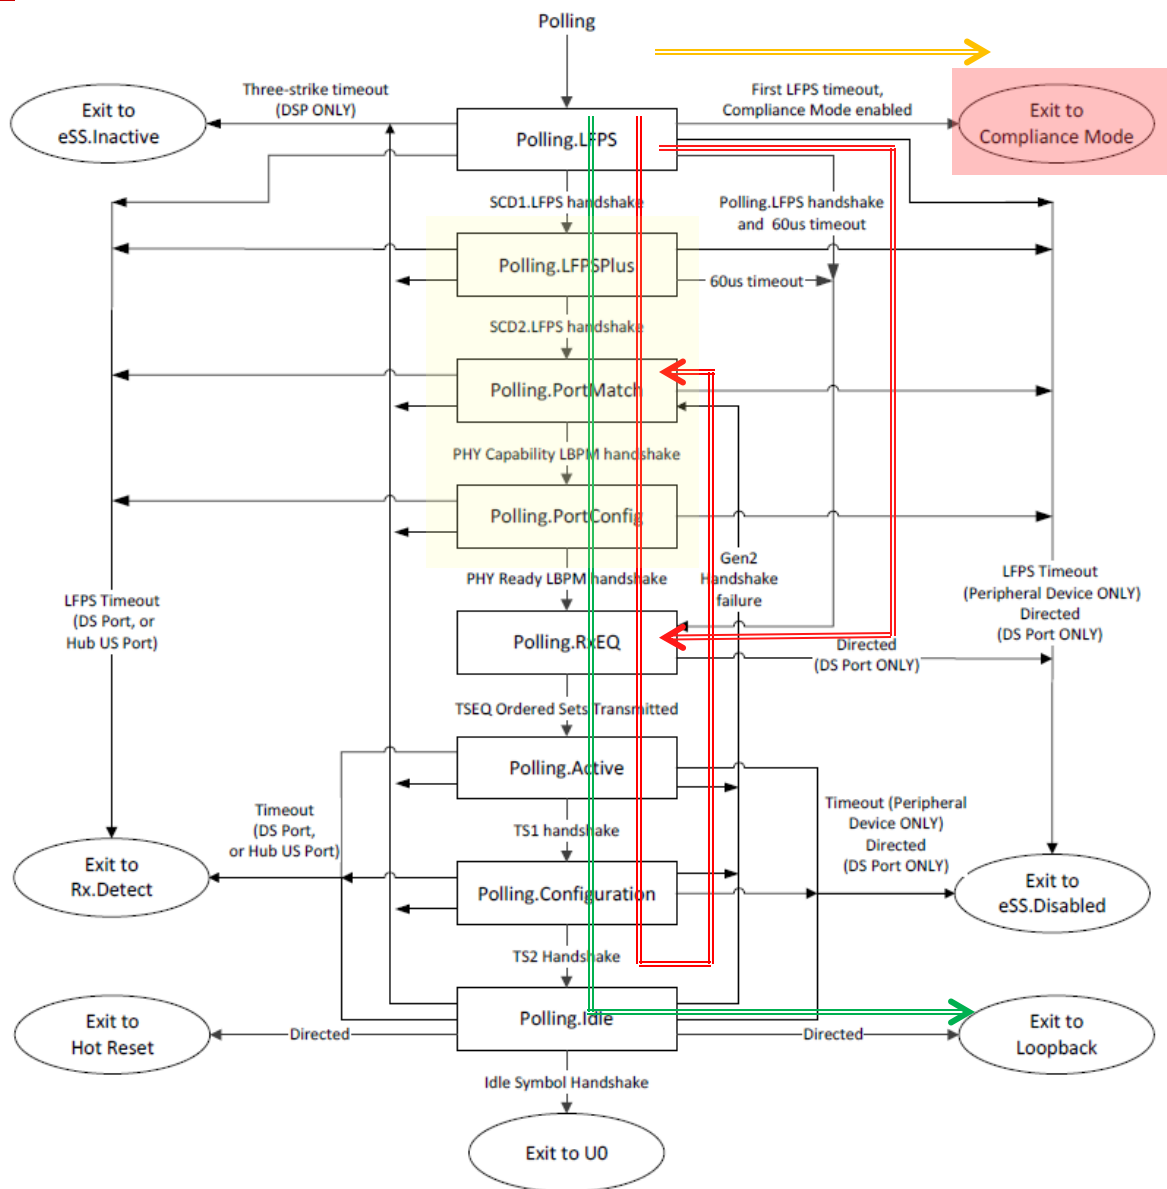 Polling
Three-strike timeout
(DSP ONLY)
First LFPS timeout,
Compliance Mode enabled
Exit to
eSS.Inactive
Polling.LFPS
Exit to
Compliance Mode
SCD1.LFPS handshake
Polling.LFPS handshake
and 60us timeout
Polling.LFPSPlus
60us timeout
SCD2.LFPS handshake
Polling.PortMatch
PHY Capability LBPM handshake
Polling.PortConfig
Gen2
Handshake
failure
PHY Ready LBPM handshake
LFPS Timeout
(DS Port, or
Hub US Port)
LFPS Timeout
(Peripheral Device ONLY)
Directed
(DS Port ONLY)
Polling.RxEQ
Directed
(DS Port ONLY)
TSEQ Ordered Sets Transmitted
Polling.Active
Timeout
(DS Port,
or Hub US Port)
TS1 handshake
Timeout (Peripheral
Device ONLY)
Directed
(DS Port ONLY)
Exit to
Rx.Detect
Polling.Configuration
Exit to
eSS.Disabled
TS2 Handshake
Exit to
Hot Reset
Directed
Polling.Idle
Directed
Exit to
Loopback
Idle Symbol Handshake
Exit to U0